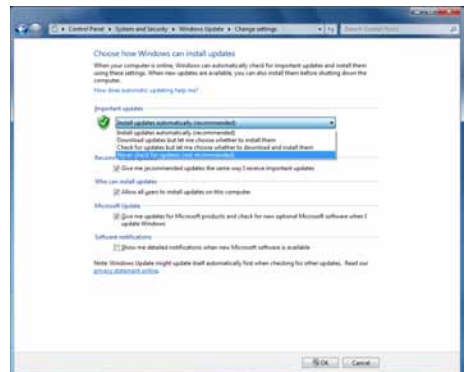 Control Panel ▸ System and Security ▸ Windows Update ▸ Change settings
Search Control Panel
Choose how Windows can install updates
When your computer is online, Windows can automatically check for important updates and install them
using these settings. When new updates are available, you can also install them before shutting down the
computer.
How does automatic updating help me?
Important updates
Install updates automatically (recommended)
Install updates automatically (recommended)
Download updates but let me choose whether to install them
Check for updates but let me choose whether to download and install them
Never check for updates (not recommended)
Recom
Give me recommended updates the same way I receive important updates
Who can install updates
Allow all users to install updates on this computer
Microsoft Update
Give me updates for Microsoft products and check for new optional Microsoft software when I
update Windows
Software notifications
Show me detailed notifications when new Microsoft software is available
Note: Windows Update might update itself automatically first when checking for other updates. Read our
privacy statement online.
OK
Cancel